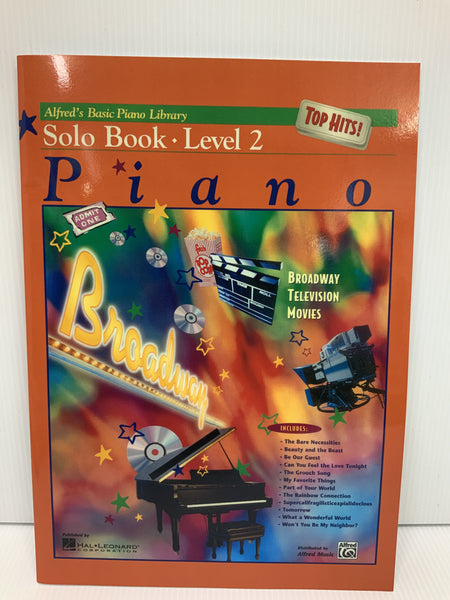 Alfred's Basic Piano Library
TOP HITS!
Solo Book · Level 2
Piano
ADMIT ONE
Broadway
BROADWAY
TELEVISION
MOVIES
INCLUDES:
• The Bare Necessities
• Beauty and the Beast
• Be Our Guest
• Can You Feel the Love Tonight
• The Grouch Song
• My Favorite Things
• Part of Your World
• The Rainbow Connection
• Supercalifragilisticexpialidocious
• Tomorrow
• What a Wonderful World
• Won't You Be My Neighbor?
Published by
HAL•LEONARD
CORPORATION
Distributed by
Alfred Music
Alfred